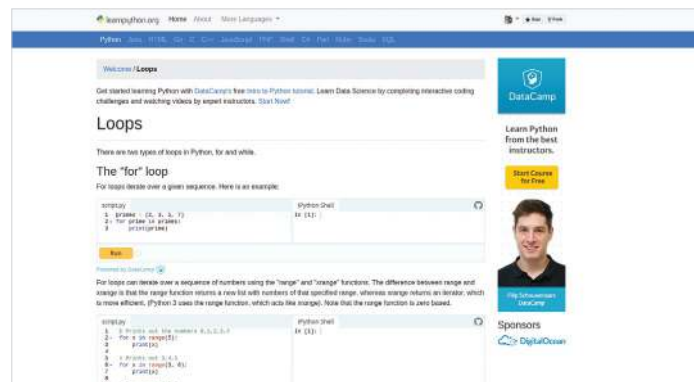 learnpython.org Home About More Languages
Python Java HTML Go C C++ JavaScript PHP Shell C# Perl Ruby Scala SQL
Welcome / Loops
Get started learning Python with DataCamp's free Intro to Python tutorial. Learn Data Science by completing interactive coding
challenges and watching videos by expert instructors. Start Now!
Loops
There are two types of loops in Python, for and while.
The "for" loop
For loops iterate over a given sequence. Here is an example:
script.py IPython Shell
1 primes = [2, 3, 5, 7]
2 for prime in primes:
3 print(prime)
In [1]:
Run
Powered by DataCamp
For loops can iterate over a sequence of numbers using the "range" and "xrange" functions. The difference between range and
xrange is that the range function returns a new list with numbers of that specified range, whereas xrange returns an iterator, which
is more efficient. (Python 3 uses the range function, which acts like xrange). Note that the range function is zero based.
script.py IPython Shell
1 # Prints out the numbers 0,1,2,3,4
2 for x in range(5):
3 print(x)
4
5 # Prints out 3,4,5
6 for x in range(3, 6):
7 print(x)
8
In [1]:
DataCamp
Learn Python
from the best
instructors.
Start Course
for Free
Filip Schouwenaars
DataCamp
Sponsors
DigitalOcean